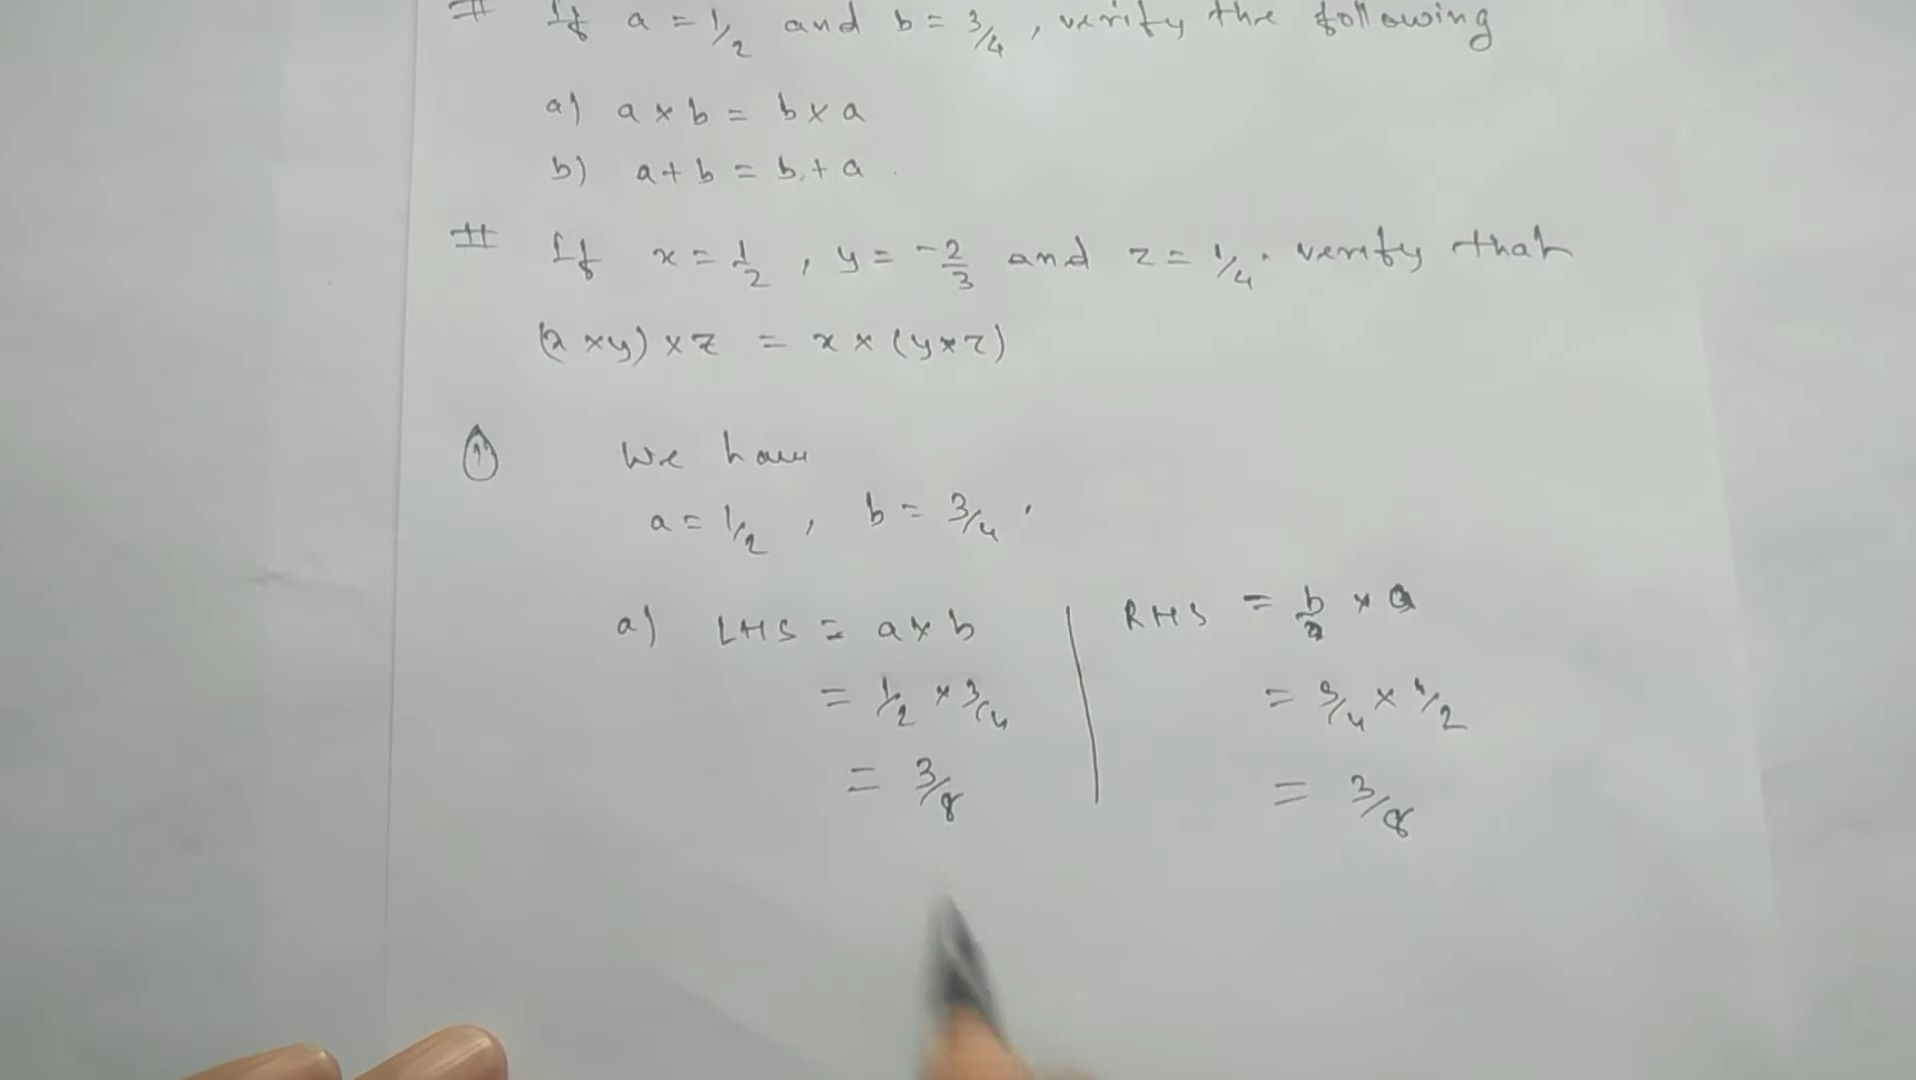 # If a = 1/2 and b = 3/4, verify the following
a) a × b = b × a
b) a + b = b + a
# If x = 1/2, y = -2/3 and z = 1/4. verify that
(x × y) × z = x × (y × z)
1 We have
a = 1/2, b = 3/4.
a) LHS = a × b
= 1/2 × 3/4
= 3/8
RHS = b × a
= 3/4 × 1/2
= 3/8